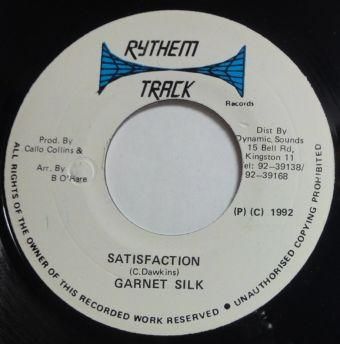 RYTHEM
TRACK
Records
Prod. By
Callo Collins &
Arr. By
B O'Hare
Dist By
Dynamic, Sounds
15 Bell Rd,
Kingston 11
Tel: 92-39138/
92-39168
(P) (C) 1992
SATISFACTION
(C.Dawkins)
GARNET SILK
ALL RIGHTS OF THE OWNER OF THIS RECORDED WORK RESERVED • UNAUTHORISED COPYING PROHIBITED